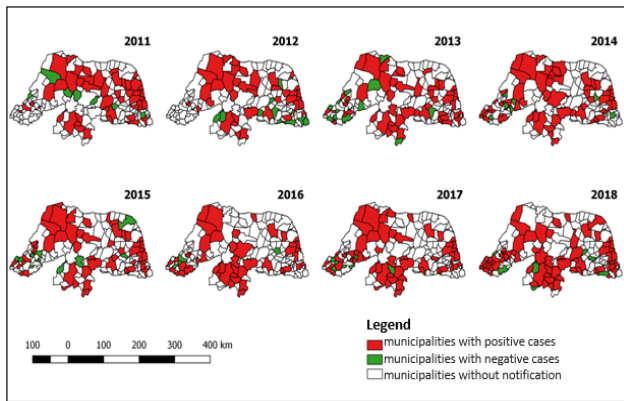 2011 2012 2013 2014
2015 2016 2017 2018
Legend
municipalities with positive cases
municipalities with negative cases
municipalities without notification
100 0 100 200 300 400 km